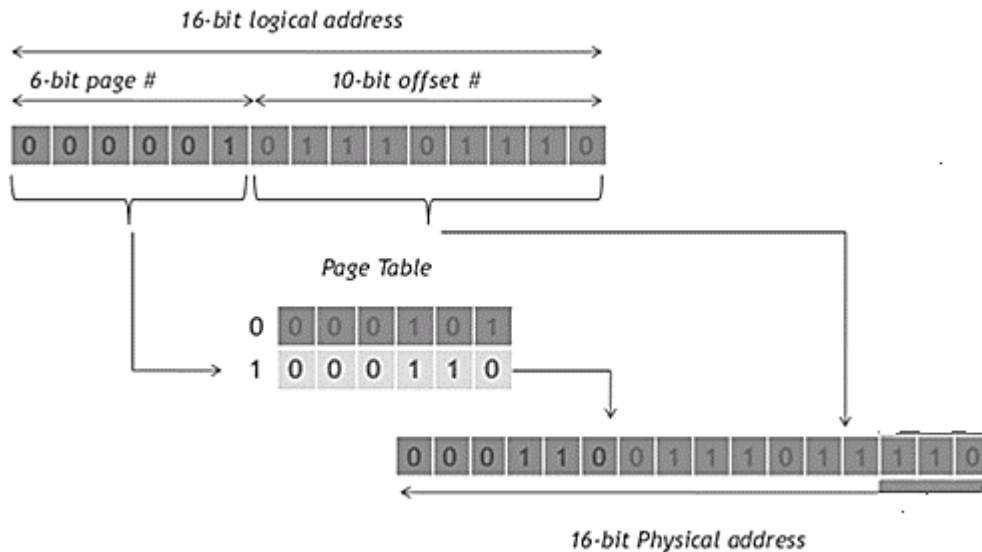 16-bit logical address
6-bit page # 10-bit offset #
0 0 0 0 0 1 0 1 1 1 0 1 1 1 1 0
Page Table
0 0 0 0 1 0 1
1 0 0 0 1 1 0
0 0 0 1 1 0 0 1 1 1 0 1 1 1 1 0
16-bit Physical address